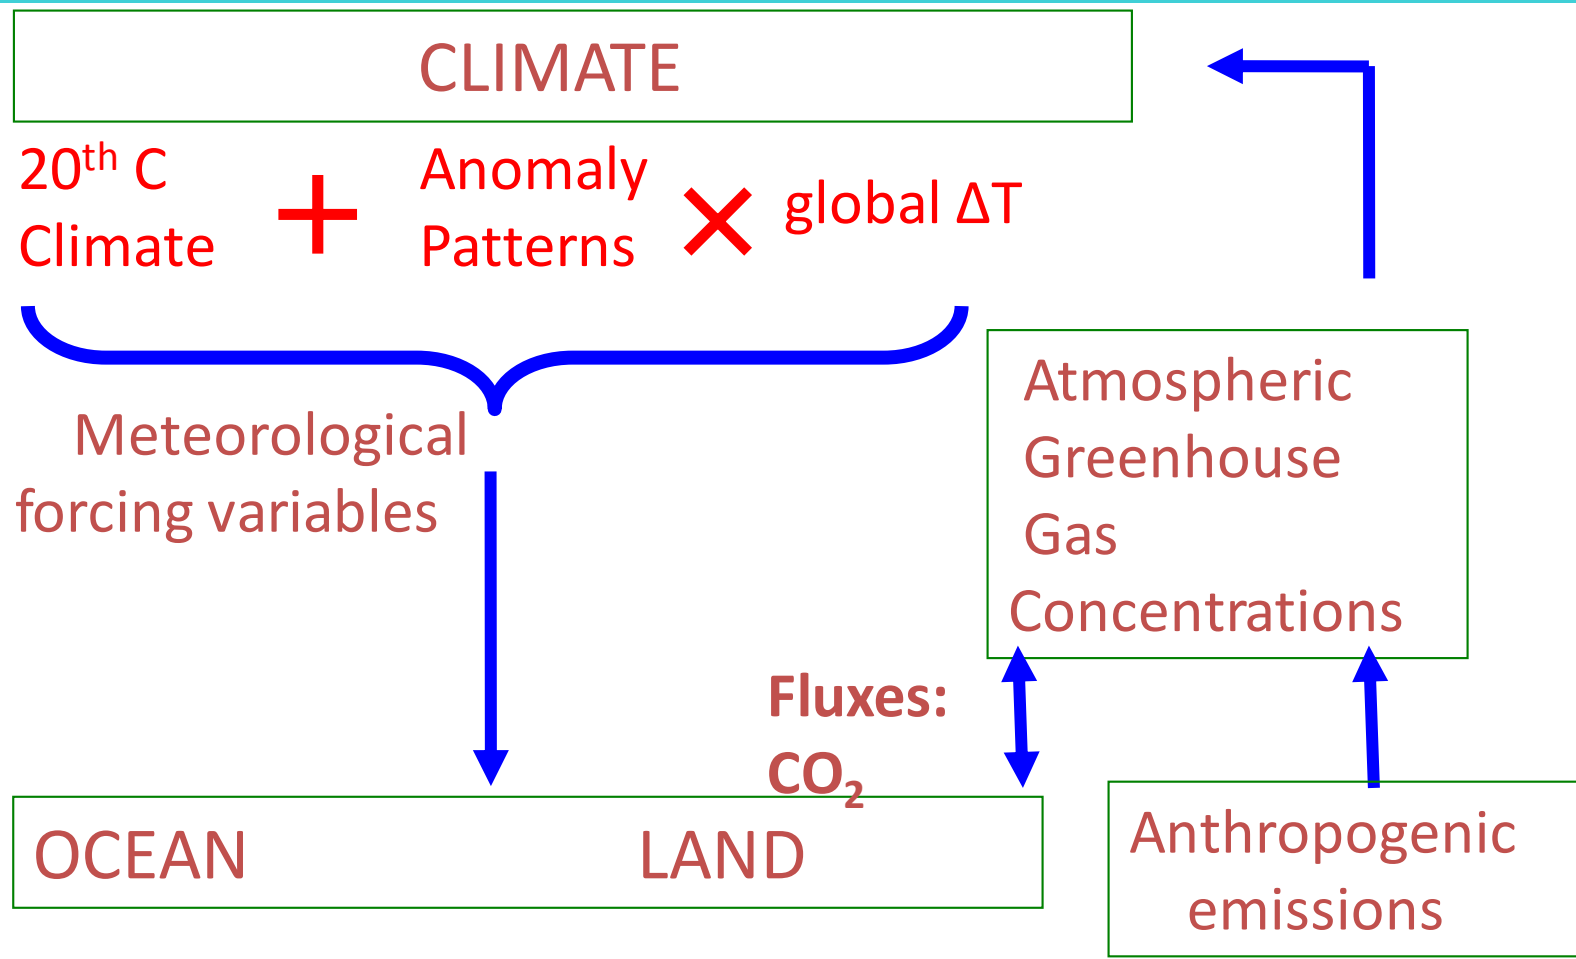 CLIMATE
20th C
Climate
+
Anomaly
Patterns
×
global ΔT
Meteorological
forcing variables
Atmospheric
Greenhouse
Gas
Concentrations
Fluxes:
CO₂
OCEAN
LAND
Anthropogenic
emissions